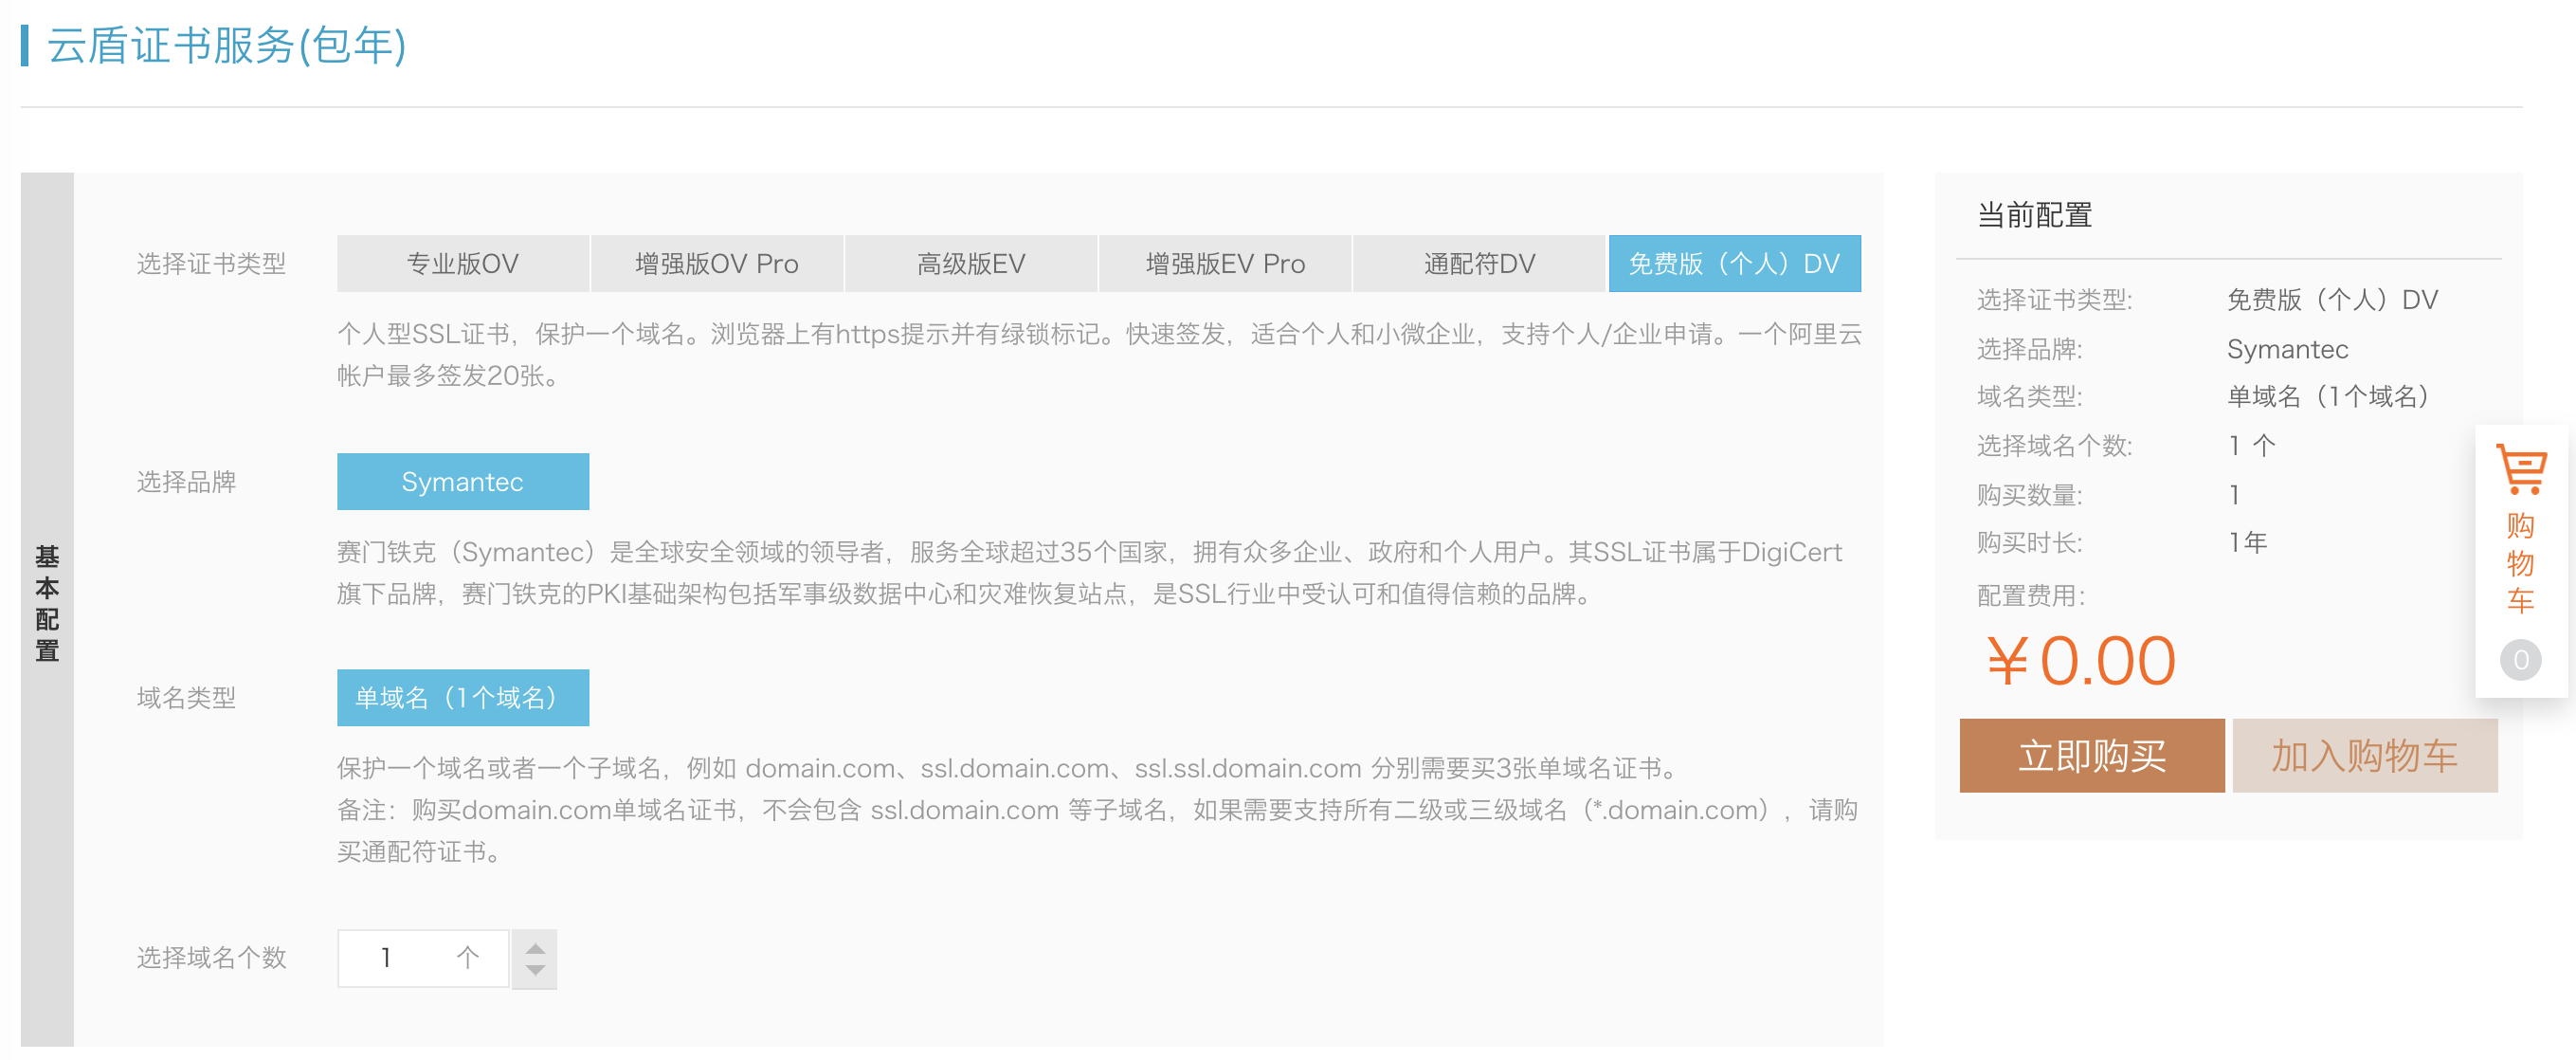 云盾证书服务(包年)
基本配置
选择证书类型
专业版OV
增强版OV Pro
高级版EV
增强版EV Pro
通配符DV
免费版（个人）DV
个人型SSL证书，保护一个域名。浏览器上有https提示并有绿锁标记。快速签发，适合个人和小微企业，支持个人/企业申请。一个阿里云
帐户最多签发20张。
选择品牌
Symantec
赛门铁克（Symantec）是全球安全领域的领导者，服务全球超过35个国家，拥有众多企业、政府和个人用户。其SSL证书属于DigiCert
旗下品牌，赛门铁克的PKI基础架构包括军事级数据中心和灾难恢复站点，是SSL行业中受认可和值得信赖的品牌。
域名类型
单域名（1个域名）
保护一个域名或者一个子域名，例如 domain.com、ssl.domain.com、ssl.ssl.domain.com 分别需要买3张单域名证书。
备注：购买domain.com单域名证书，不会包含 ssl.domain.com 等子域名，如果需要支持所有二级或三级域名（*.domain.com），请购
买通配符证书。
选择域名个数
1 个
当前配置
选择证书类型: 免费版（个人）DV
选择品牌: Symantec
域名类型: 单域名（1个域名）
选择域名个数: 1 个
购买数量: 1
购买时长: 1年
配置费用:
￥0.00
立即购买
加入购物车
购物车
0